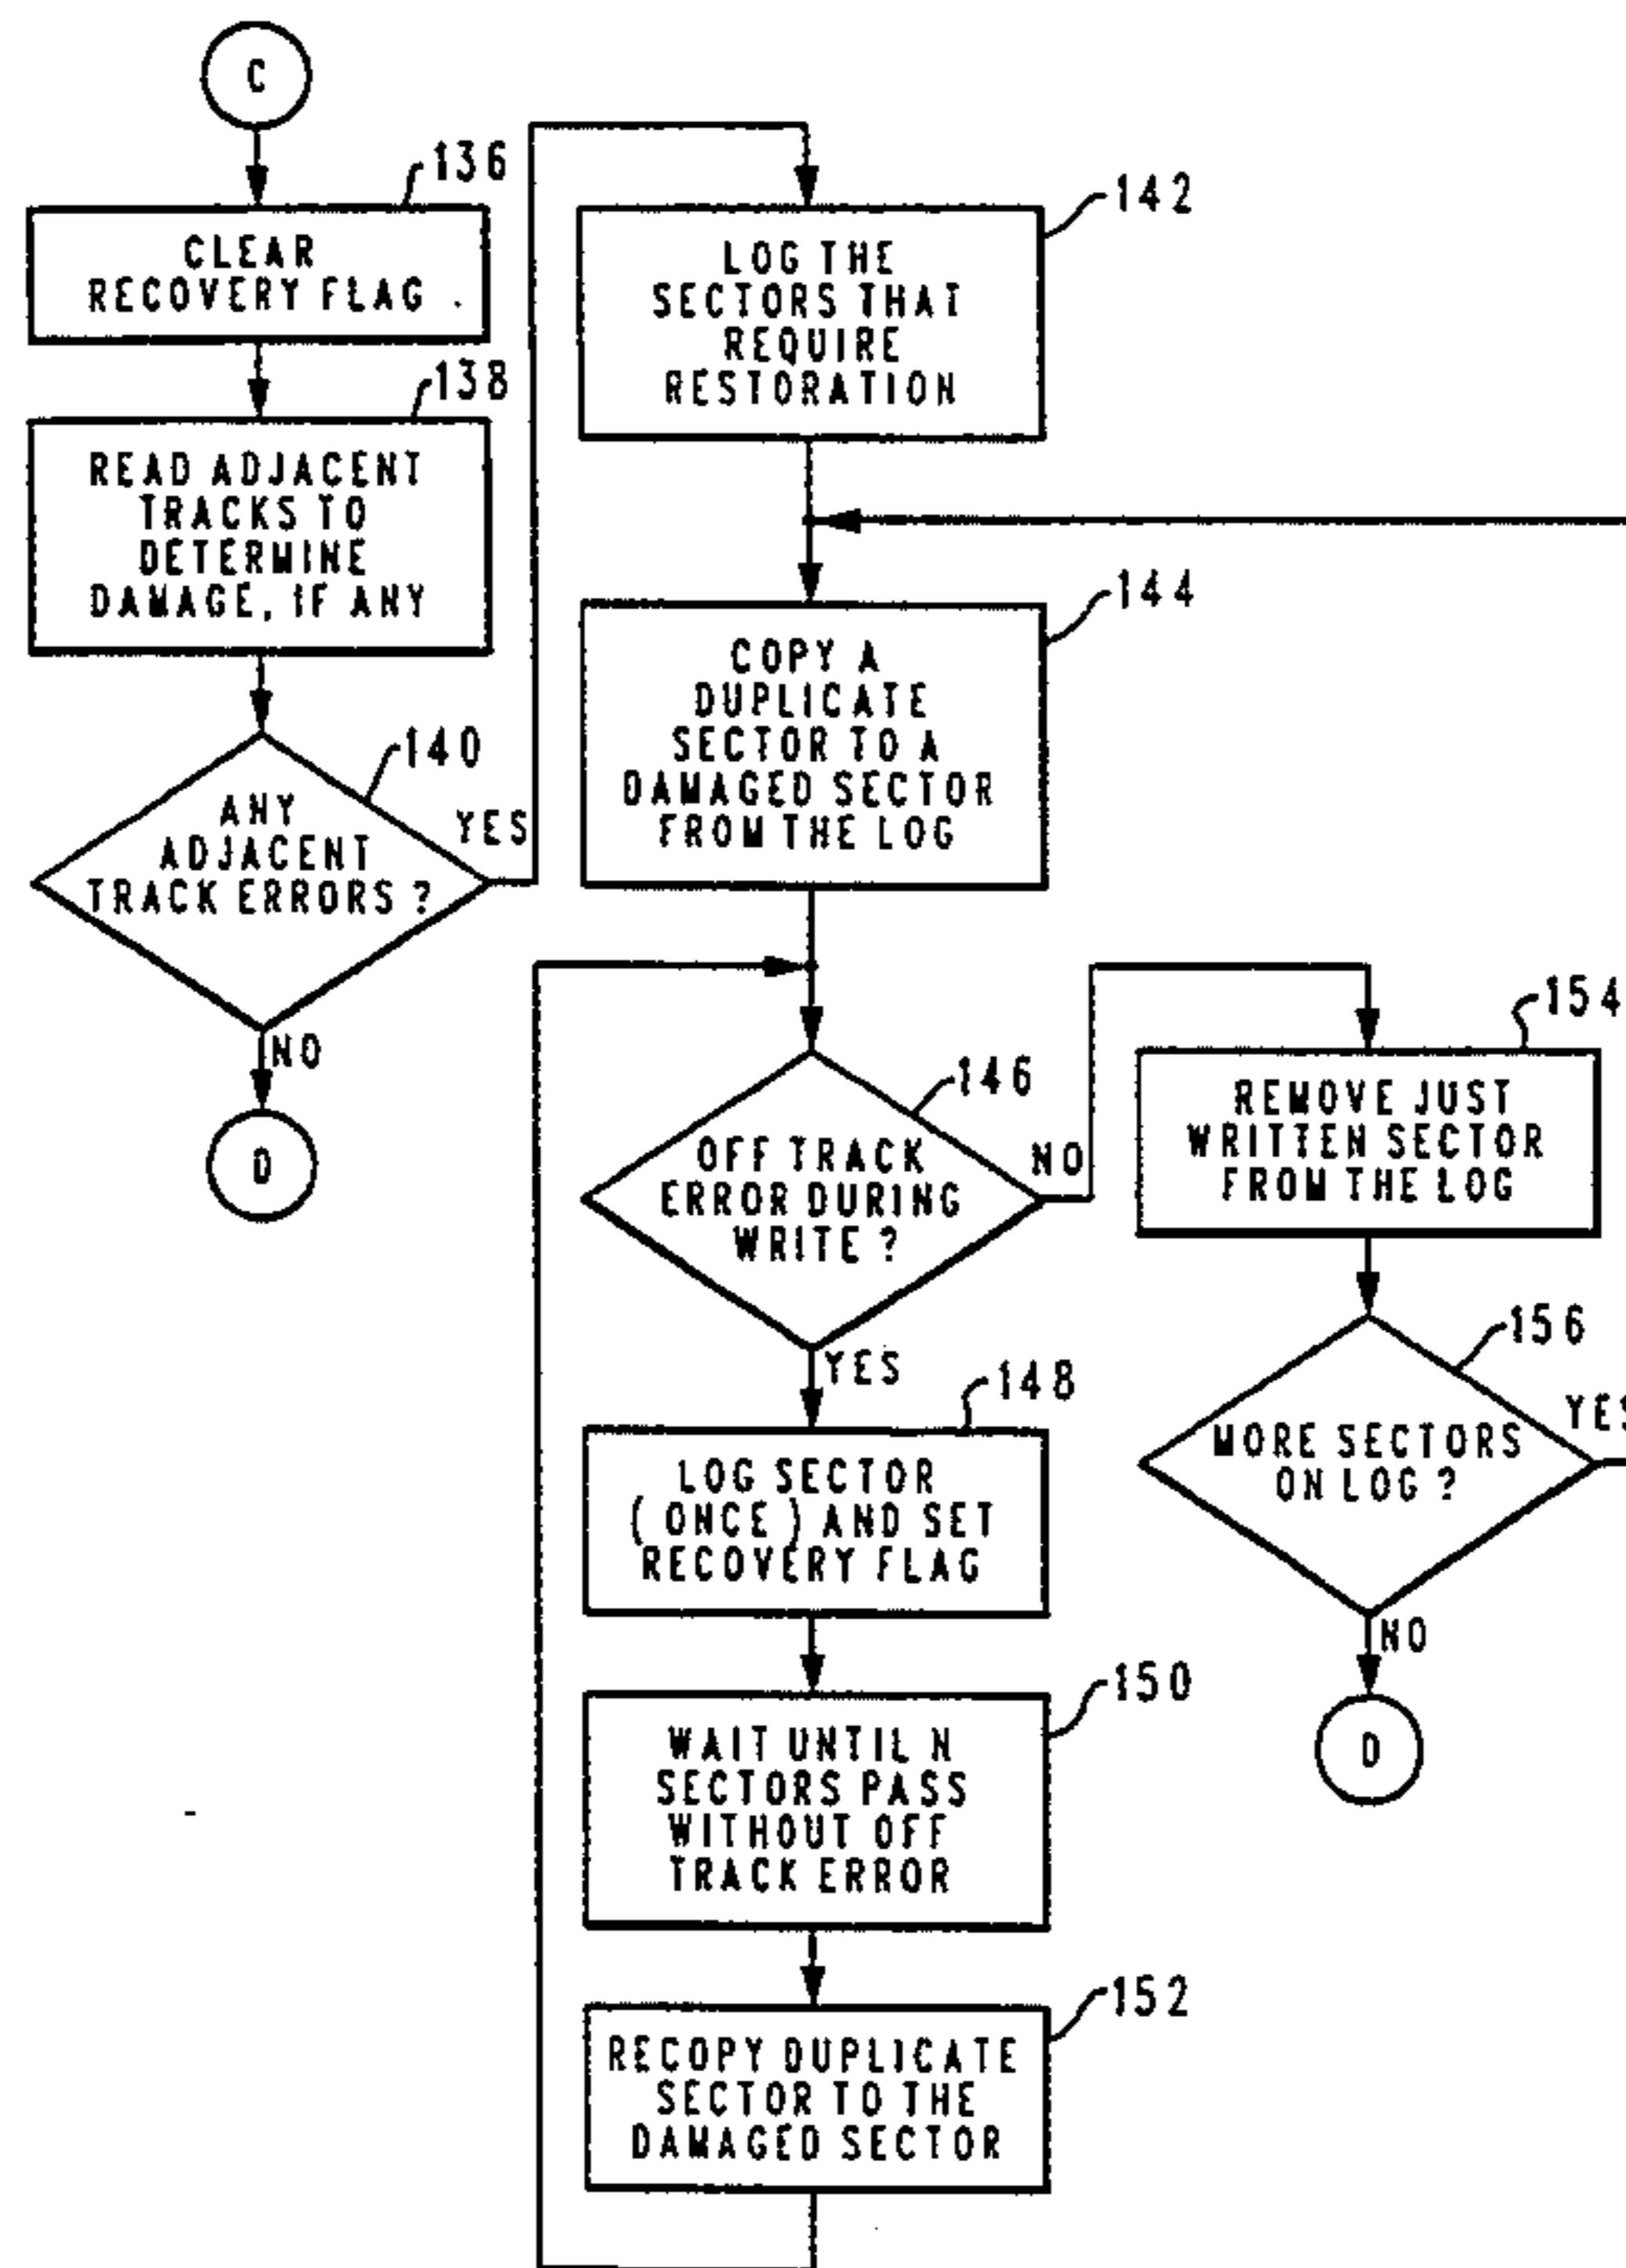 C
136
CLEAR
RECOVERY FLAG
138
READ ADJACENT
TRACKS TO
DETERMINE
DAMAGE, IF ANY
140
ANY
ADJACENT
TRACK ERRORS ?
YES
NO
D
142
LOG THE
SECTORS THAT
REQUIRE
RESTORATION
144
COPY A
DUPLICATE
SECTOR TO A
DAMAGED SECTOR
FROM THE LOG
146
OFF TRACK
ERROR DURING
WRITE ?
NO
YES
148
LOG SECTOR
( ONCE ) AND SET
RECOVERY FLAG
150
WAIT UNTIL N
SECTORS PASS
WITHOUT OFF
TRACK ERROR
152
RECOPY DUPLICATE
SECTOR TO THE
DAMAGED SECTOR
154
REMOVE JUST
WRITTEN SECTOR
FROM THE LOG
156
MORE SECTORS
ON LOG ?
YES
NO
D